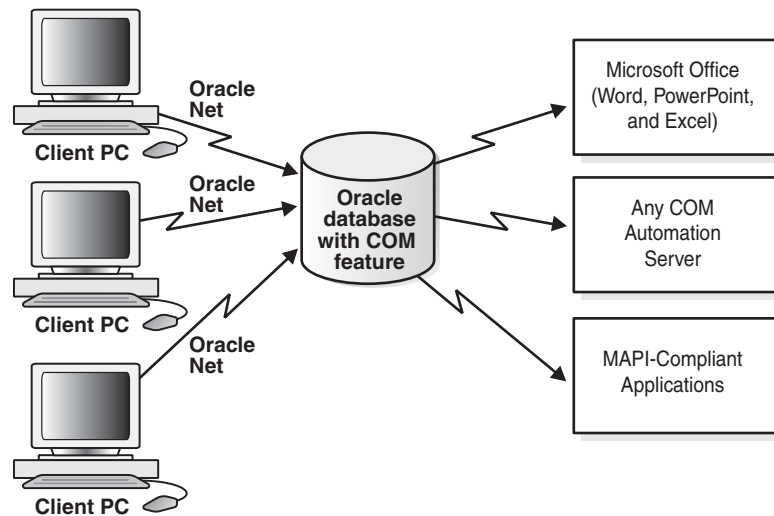 Oracle
Net
Client PC
Oracle
Net
Client PC
Oracle
Net
Client PC
Oracle
database
with COM
feature
Microsoft Office
(Word, PowerPoint,
and Excel)
Any COM
Automation
Server
MAPI-Compliant
Applications